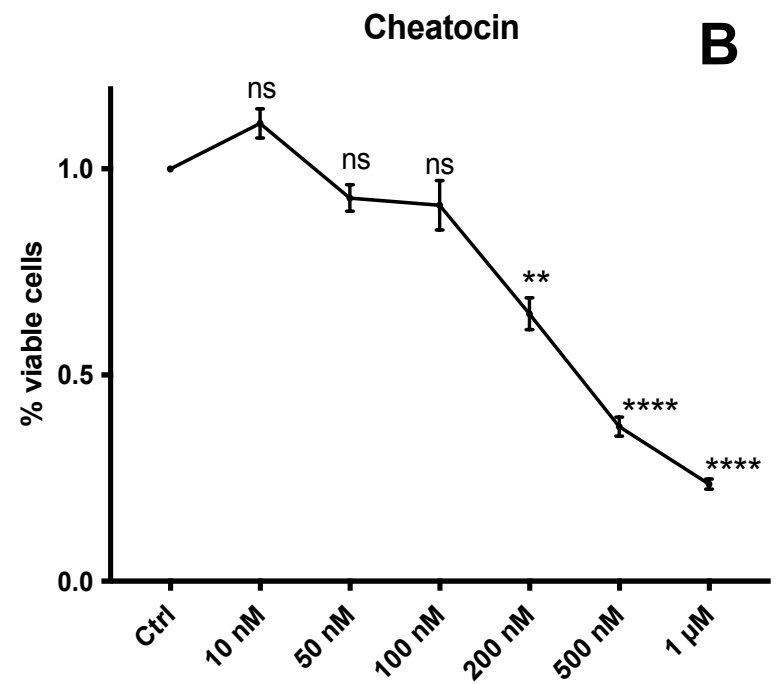 Cheatocin
B
ns
ns
ns
**
****
****
% viable cells
1.0
0.5
0.0
Ctrl
10 nM
50 nM
100 nM
200 nM
500 nM
1 µM